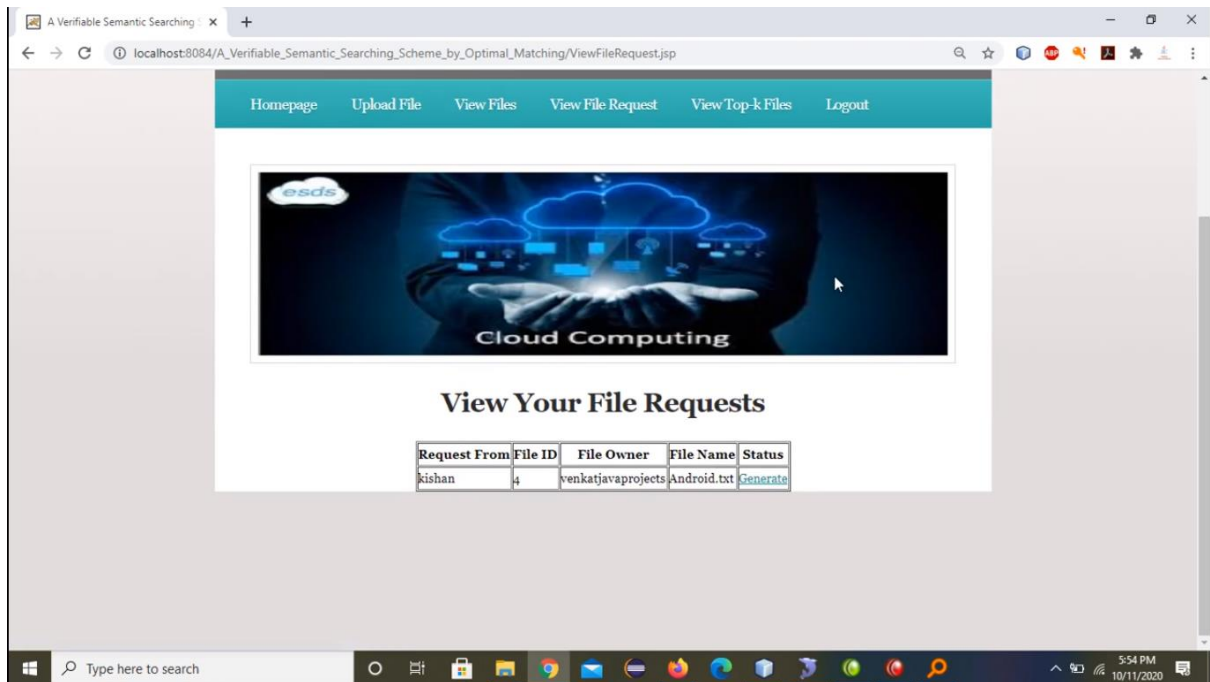 A Verifiable Semantic Searching
localhost:8084/A_Verifiable_Semantic_Searching_Scheme_by_Optimal_Matching/ViewFileRequest.jsp
ABP
Homepage Upload File View Files View File Request View Top-k Files Logout
esds
Cloud Computing
View Your File Requests
Request From File ID File Owner File Name Status
kishan 4 venkatjavaprojects Android.txt Generate
Type here to search
5:54 PM
10/11/2020